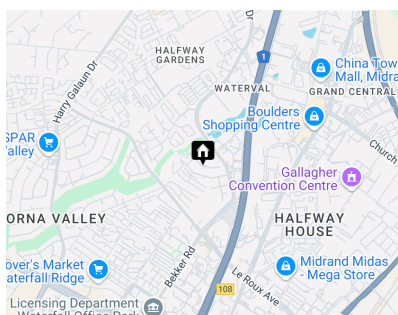 Dr
HALFWAY
GARDENS
1
China Tow
Mall, Midra
Harry Galaun Dr
WATERVAL
GRAND CENTRAL
Boulders
Shopping Centre
SPAR
Valley
Church
Gallagher
Convention Centre
ORNA VALLEY
HALFWAY
HOUSE
over's Market
aterfall Ridge
Bekker Rd
Midrand Midas
- Mega Store
Le Roux Ave
108
Licensing Department
Waterfall Office Park